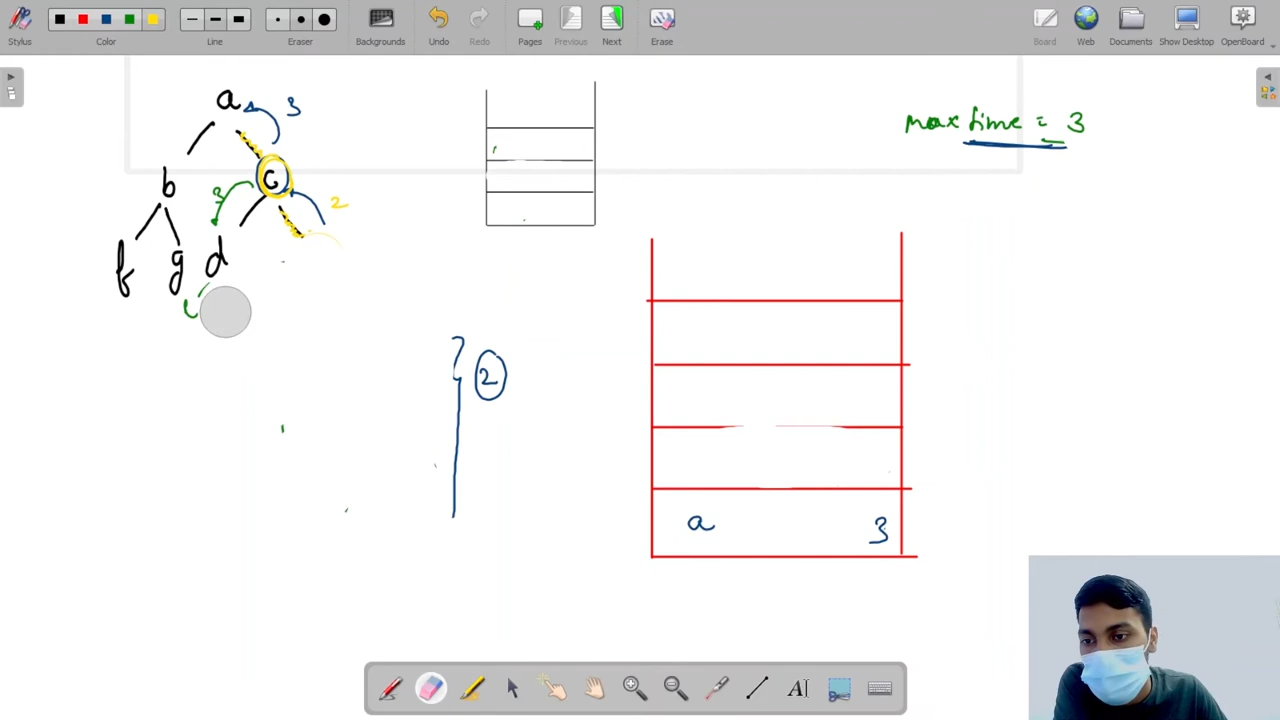 Stylus
Color
Line
Eraser
Backgrounds
Undo
Redo
Pages
Previous
Next
Erase
Board
Web
Documents
Show Desktop
OpenBoard
a 3
max time = 3
b 3 c 2
f g d
2
a 3